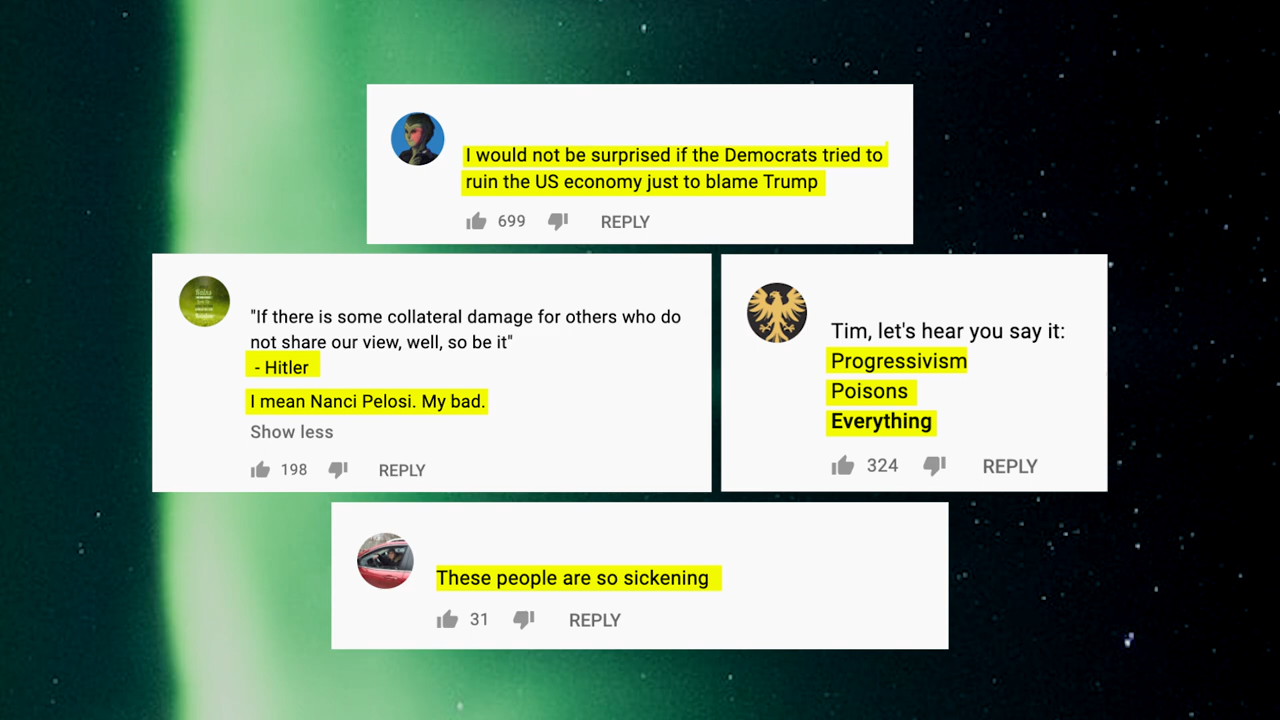 I would not be surprised if the Democrats tried to
ruin the US economy just to blame Trump
699 REPLY
"If there is some collateral damage for others who do
not share our view, well, so be it"
- Hitler
I mean Nanci Pelosi. My bad.
Show less
198 REPLY
Tim, let's hear you say it:
Progressivism
Poisons
Everything
324 REPLY
These people are so sickening
31 REPLY